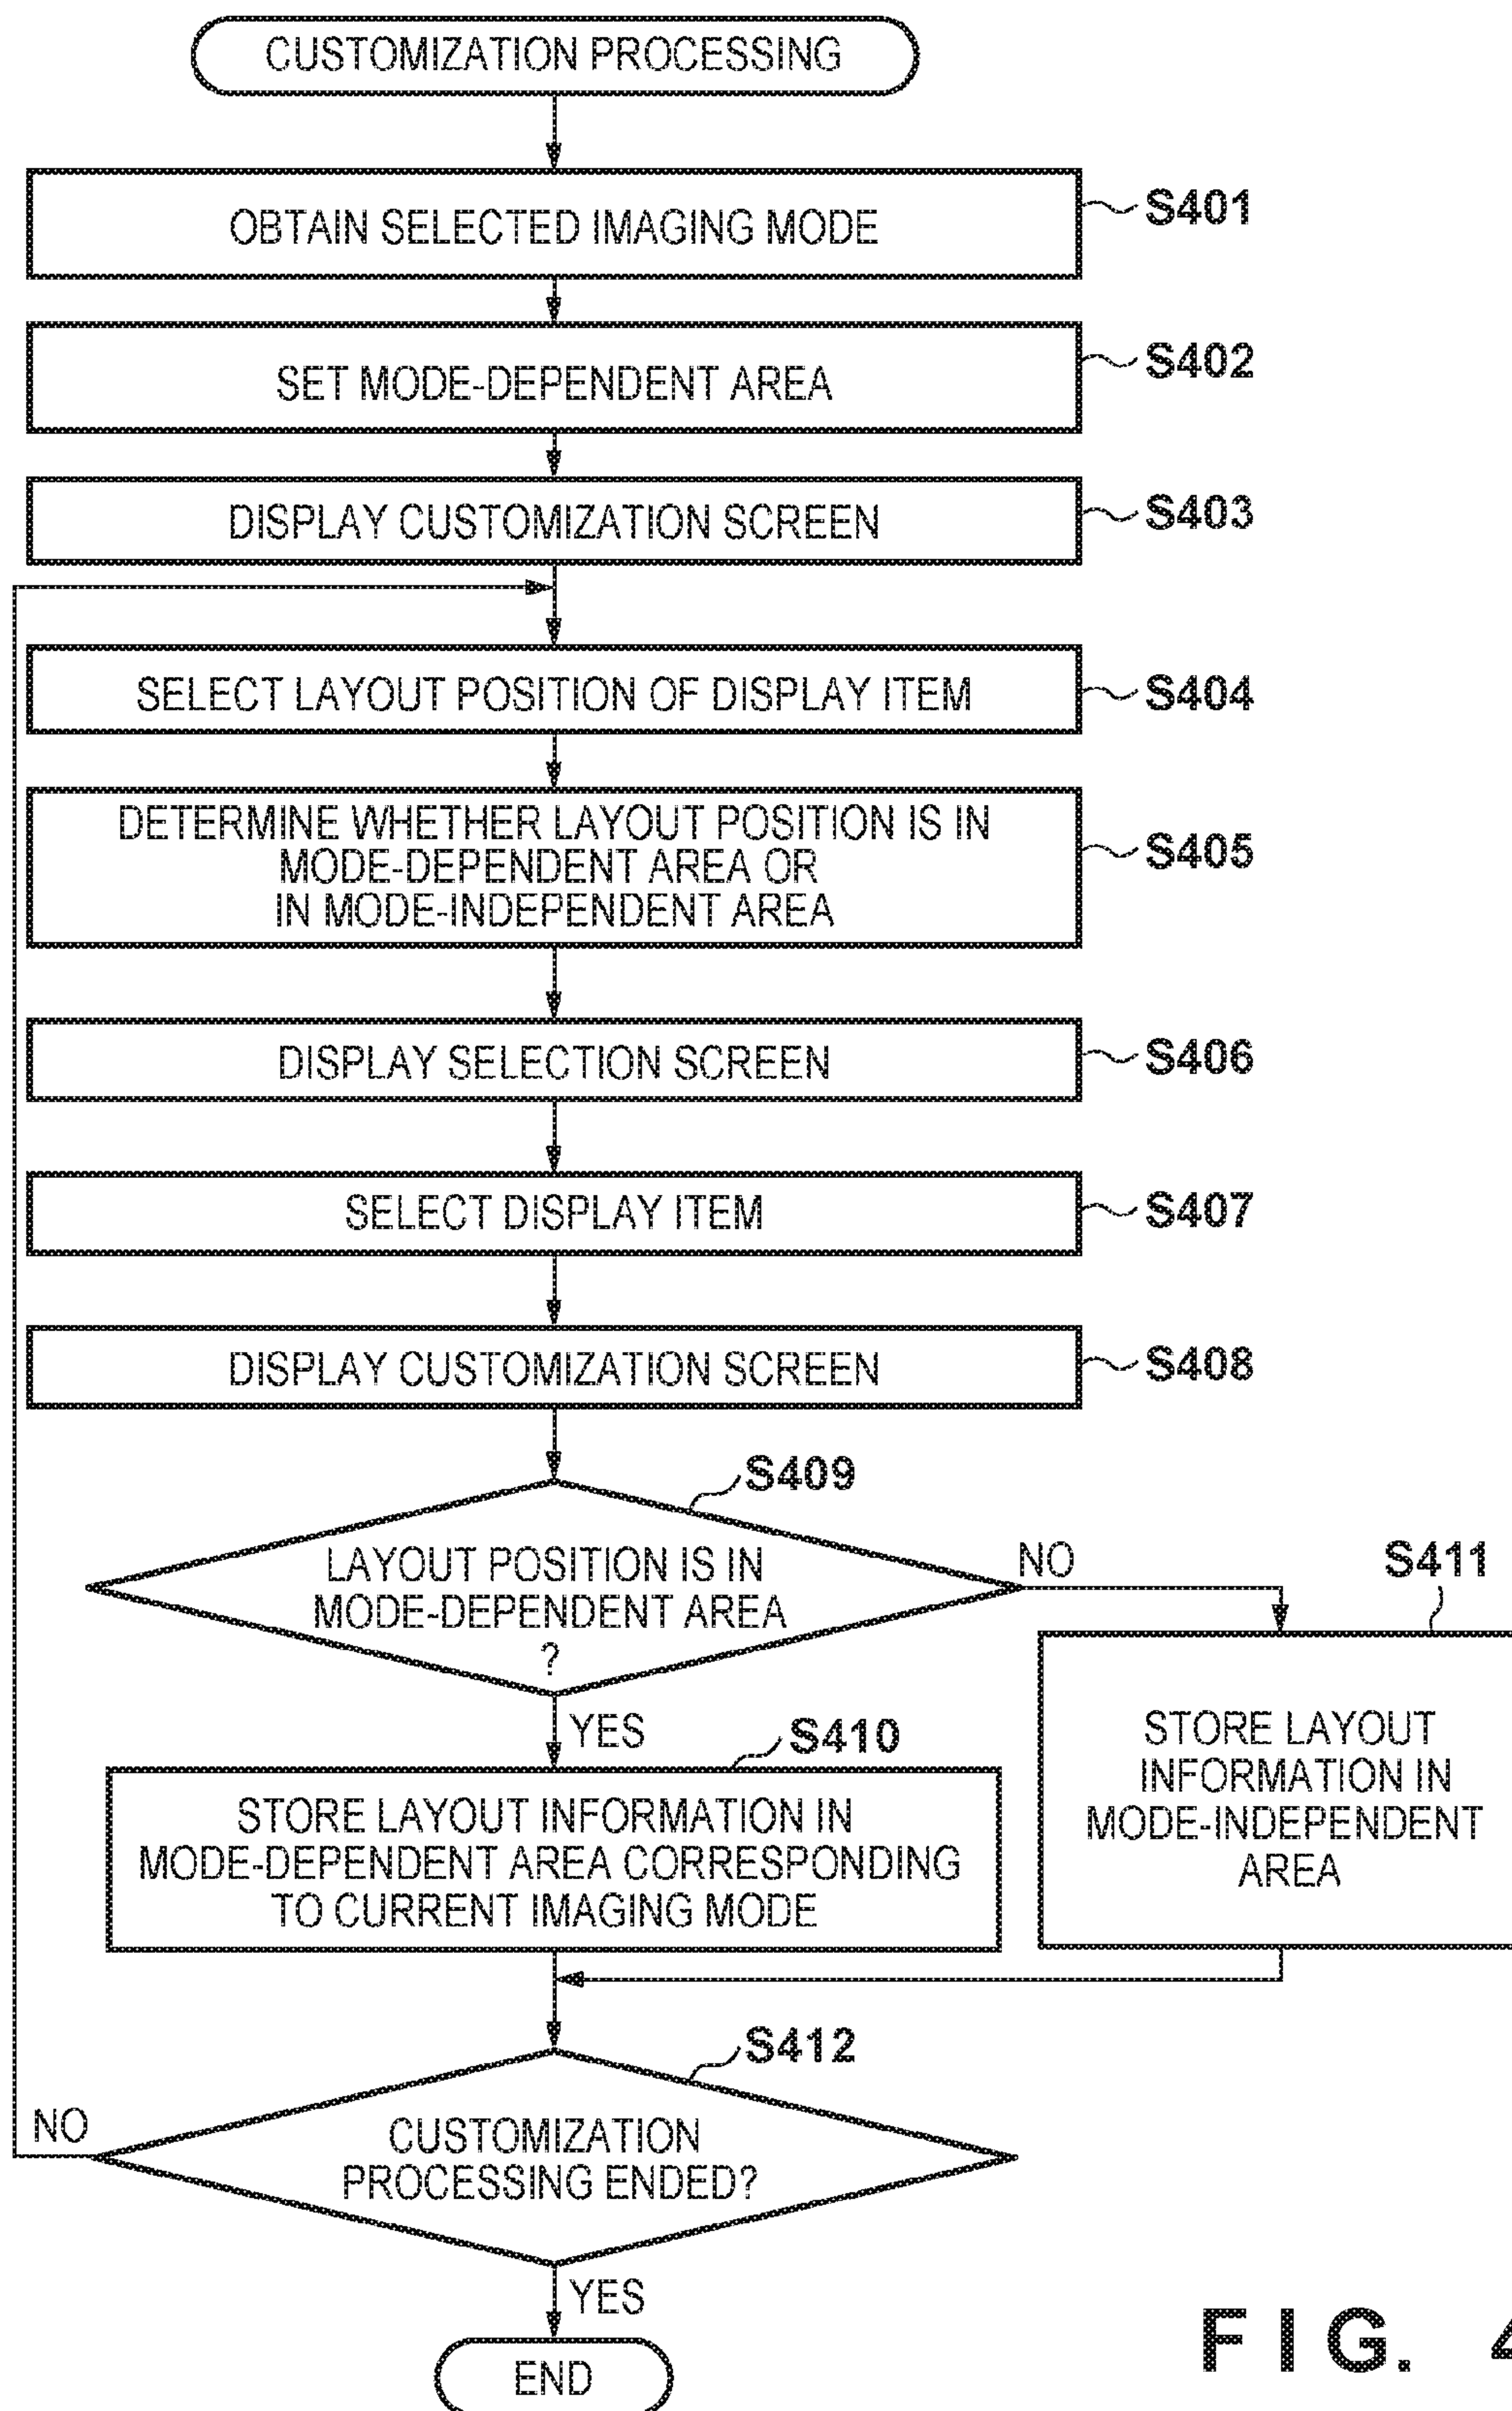 CUSTOMIZATION PROCESSING
OBTAIN SELECTED IMAGING MODE
S401
SET MODE-DEPENDENT AREA
S402
DISPLAY CUSTOMIZATION SCREEN
S403
SELECT LAYOUT POSITION OF DISPLAY ITEM
S404
DETERMINE WHETHER LAYOUT POSITION IS IN
MODE-DEPENDENT AREA OR
IN MODE-INDEPENDENT AREA
S405
DISPLAY SELECTION SCREEN
S406
SELECT DISPLAY ITEM
S407
DISPLAY CUSTOMIZATION SCREEN
S408
S409
LAYOUT POSITION IS IN
MODE-DEPENDENT AREA
?
NO
S411
STORE LAYOUT
INFORMATION IN
MODE-INDEPENDENT
AREA
YES
S410
STORE LAYOUT INFORMATION IN
MODE-DEPENDENT AREA CORRESPONDING
TO CURRENT IMAGING MODE
S412
CUSTOMIZATION
PROCESSING ENDED?
NO
YES
END
FIG. 4